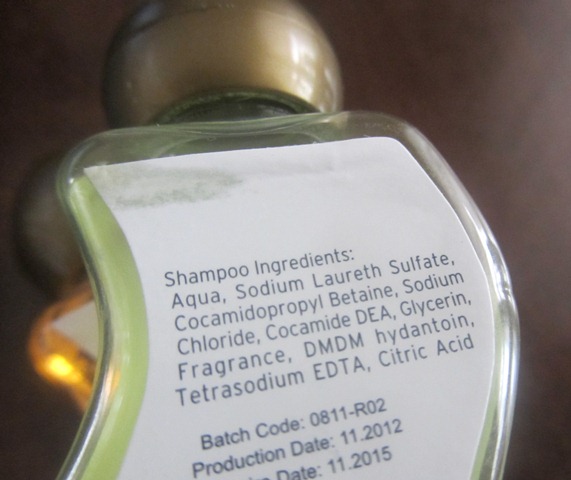 Shampoo Ingredients:
Aqua, Sodium Laureth Sulfate,
Cocamidopropyl Betaine, Sodium
Chloride, Cocamide DEA, Glycerin,
Fragrance, DMDM hydantoin,
Tetrasodium EDTA, Citric Acid
Batch Code: 0811-R02
Production Date: 11.2012
Date: 11.2015